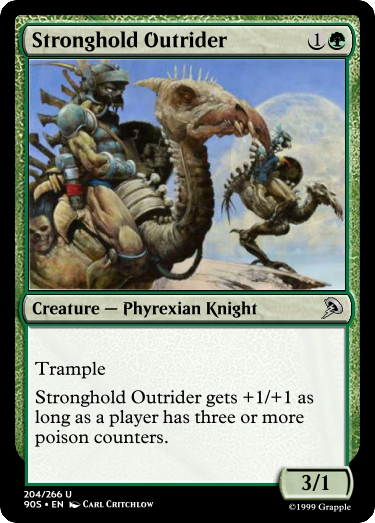 Stronghold Outrider 1
Creature — Phyrexian Knight
Trample
Stronghold Outrider gets +1/+1 as
long as a player has three or more
poison counters.
3/1
204/266 U
90S • EN Carl Critchlow
©1999 Grapple